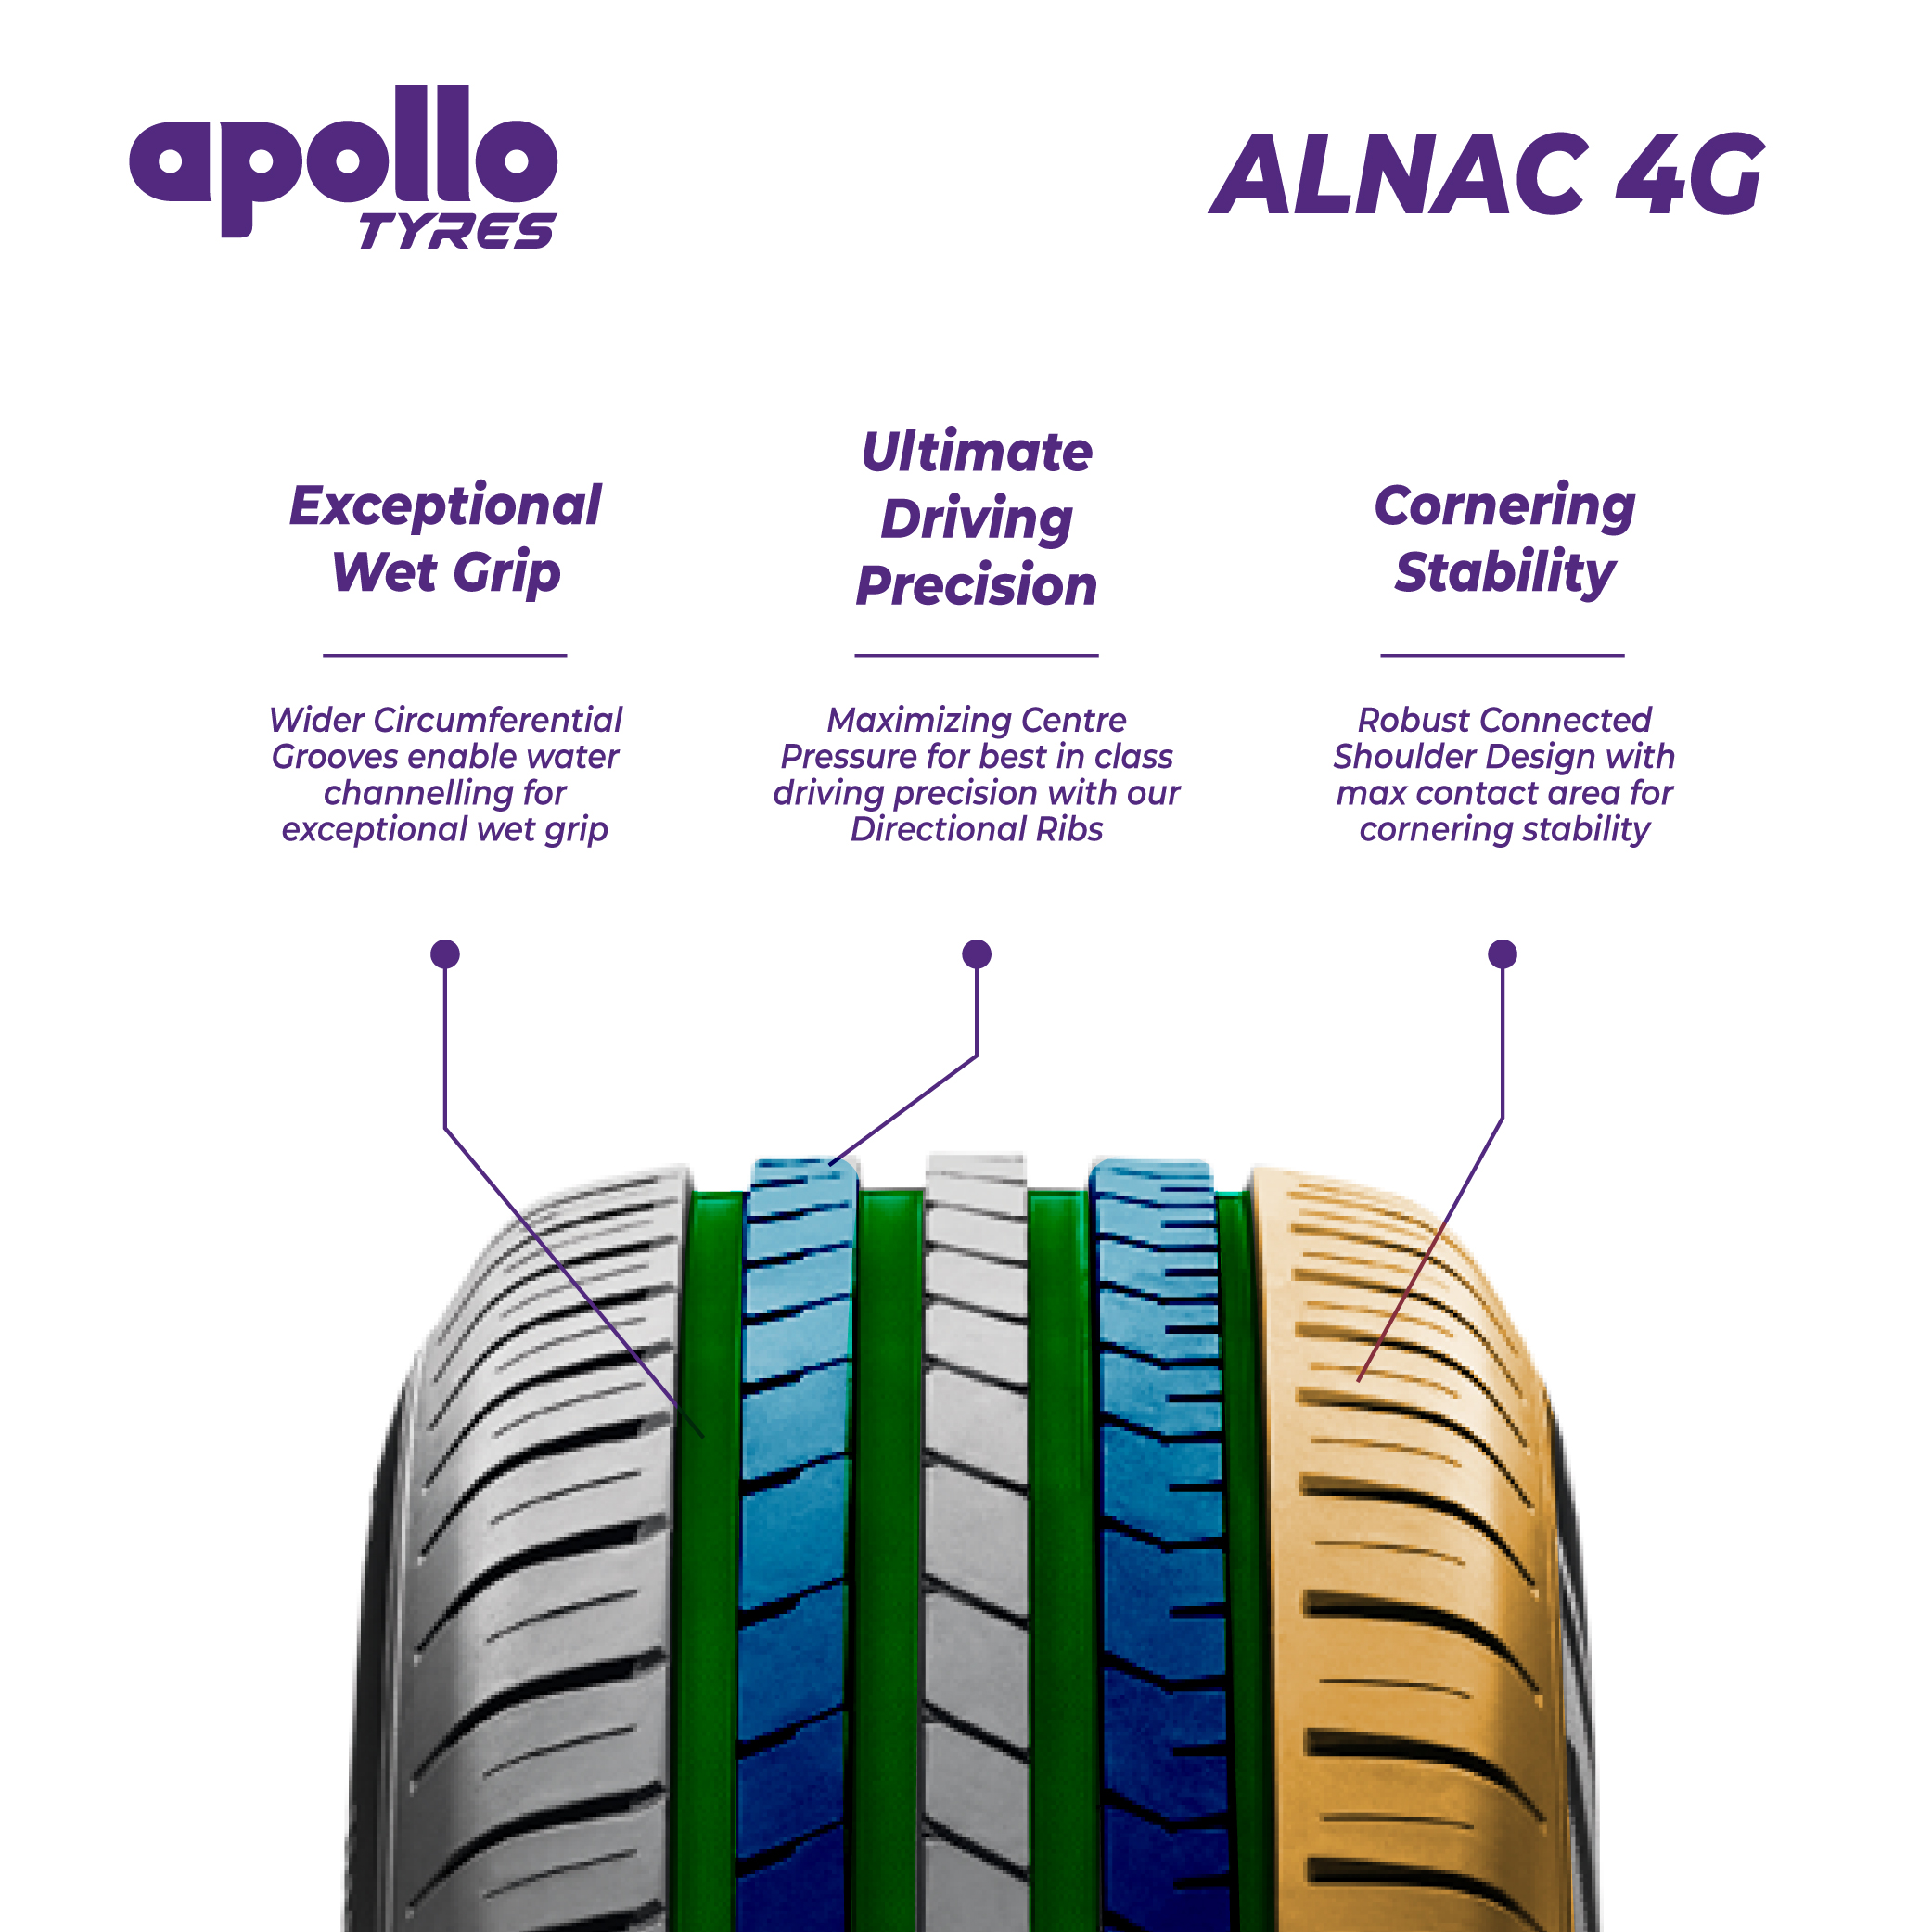 apollo
TYRES
ALNAC 4G
Exceptional
Wet Grip
Wider Circumferential
Grooves enable water
channelling for
exceptional wet grip
Ultimate
Driving
Precision
Maximizing Centre
Pressure for best in class
driving precision with our
Directional Ribs
Cornering
Stability
Robust Connected
Shoulder Design with
max contact area for
cornering stability